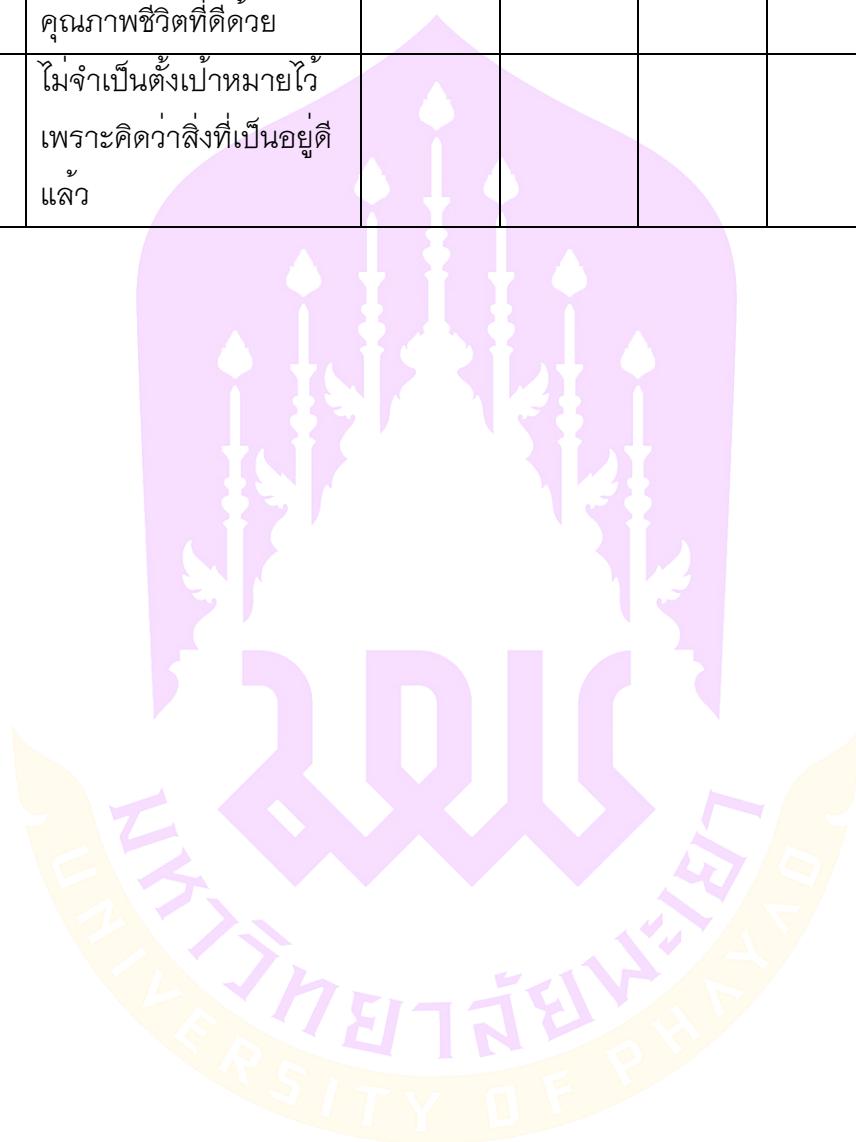 คุณภาพชีวิตที่ดีด้วย
ไม่จำเป็นตั้งเป้าหมายไว้
เพราะคิดว่าสิ่งที่เป็นอยู่ดี
แล้ว
มหาวิทยาลัยพะเยา
UNIVERSITY OF PHAYAO